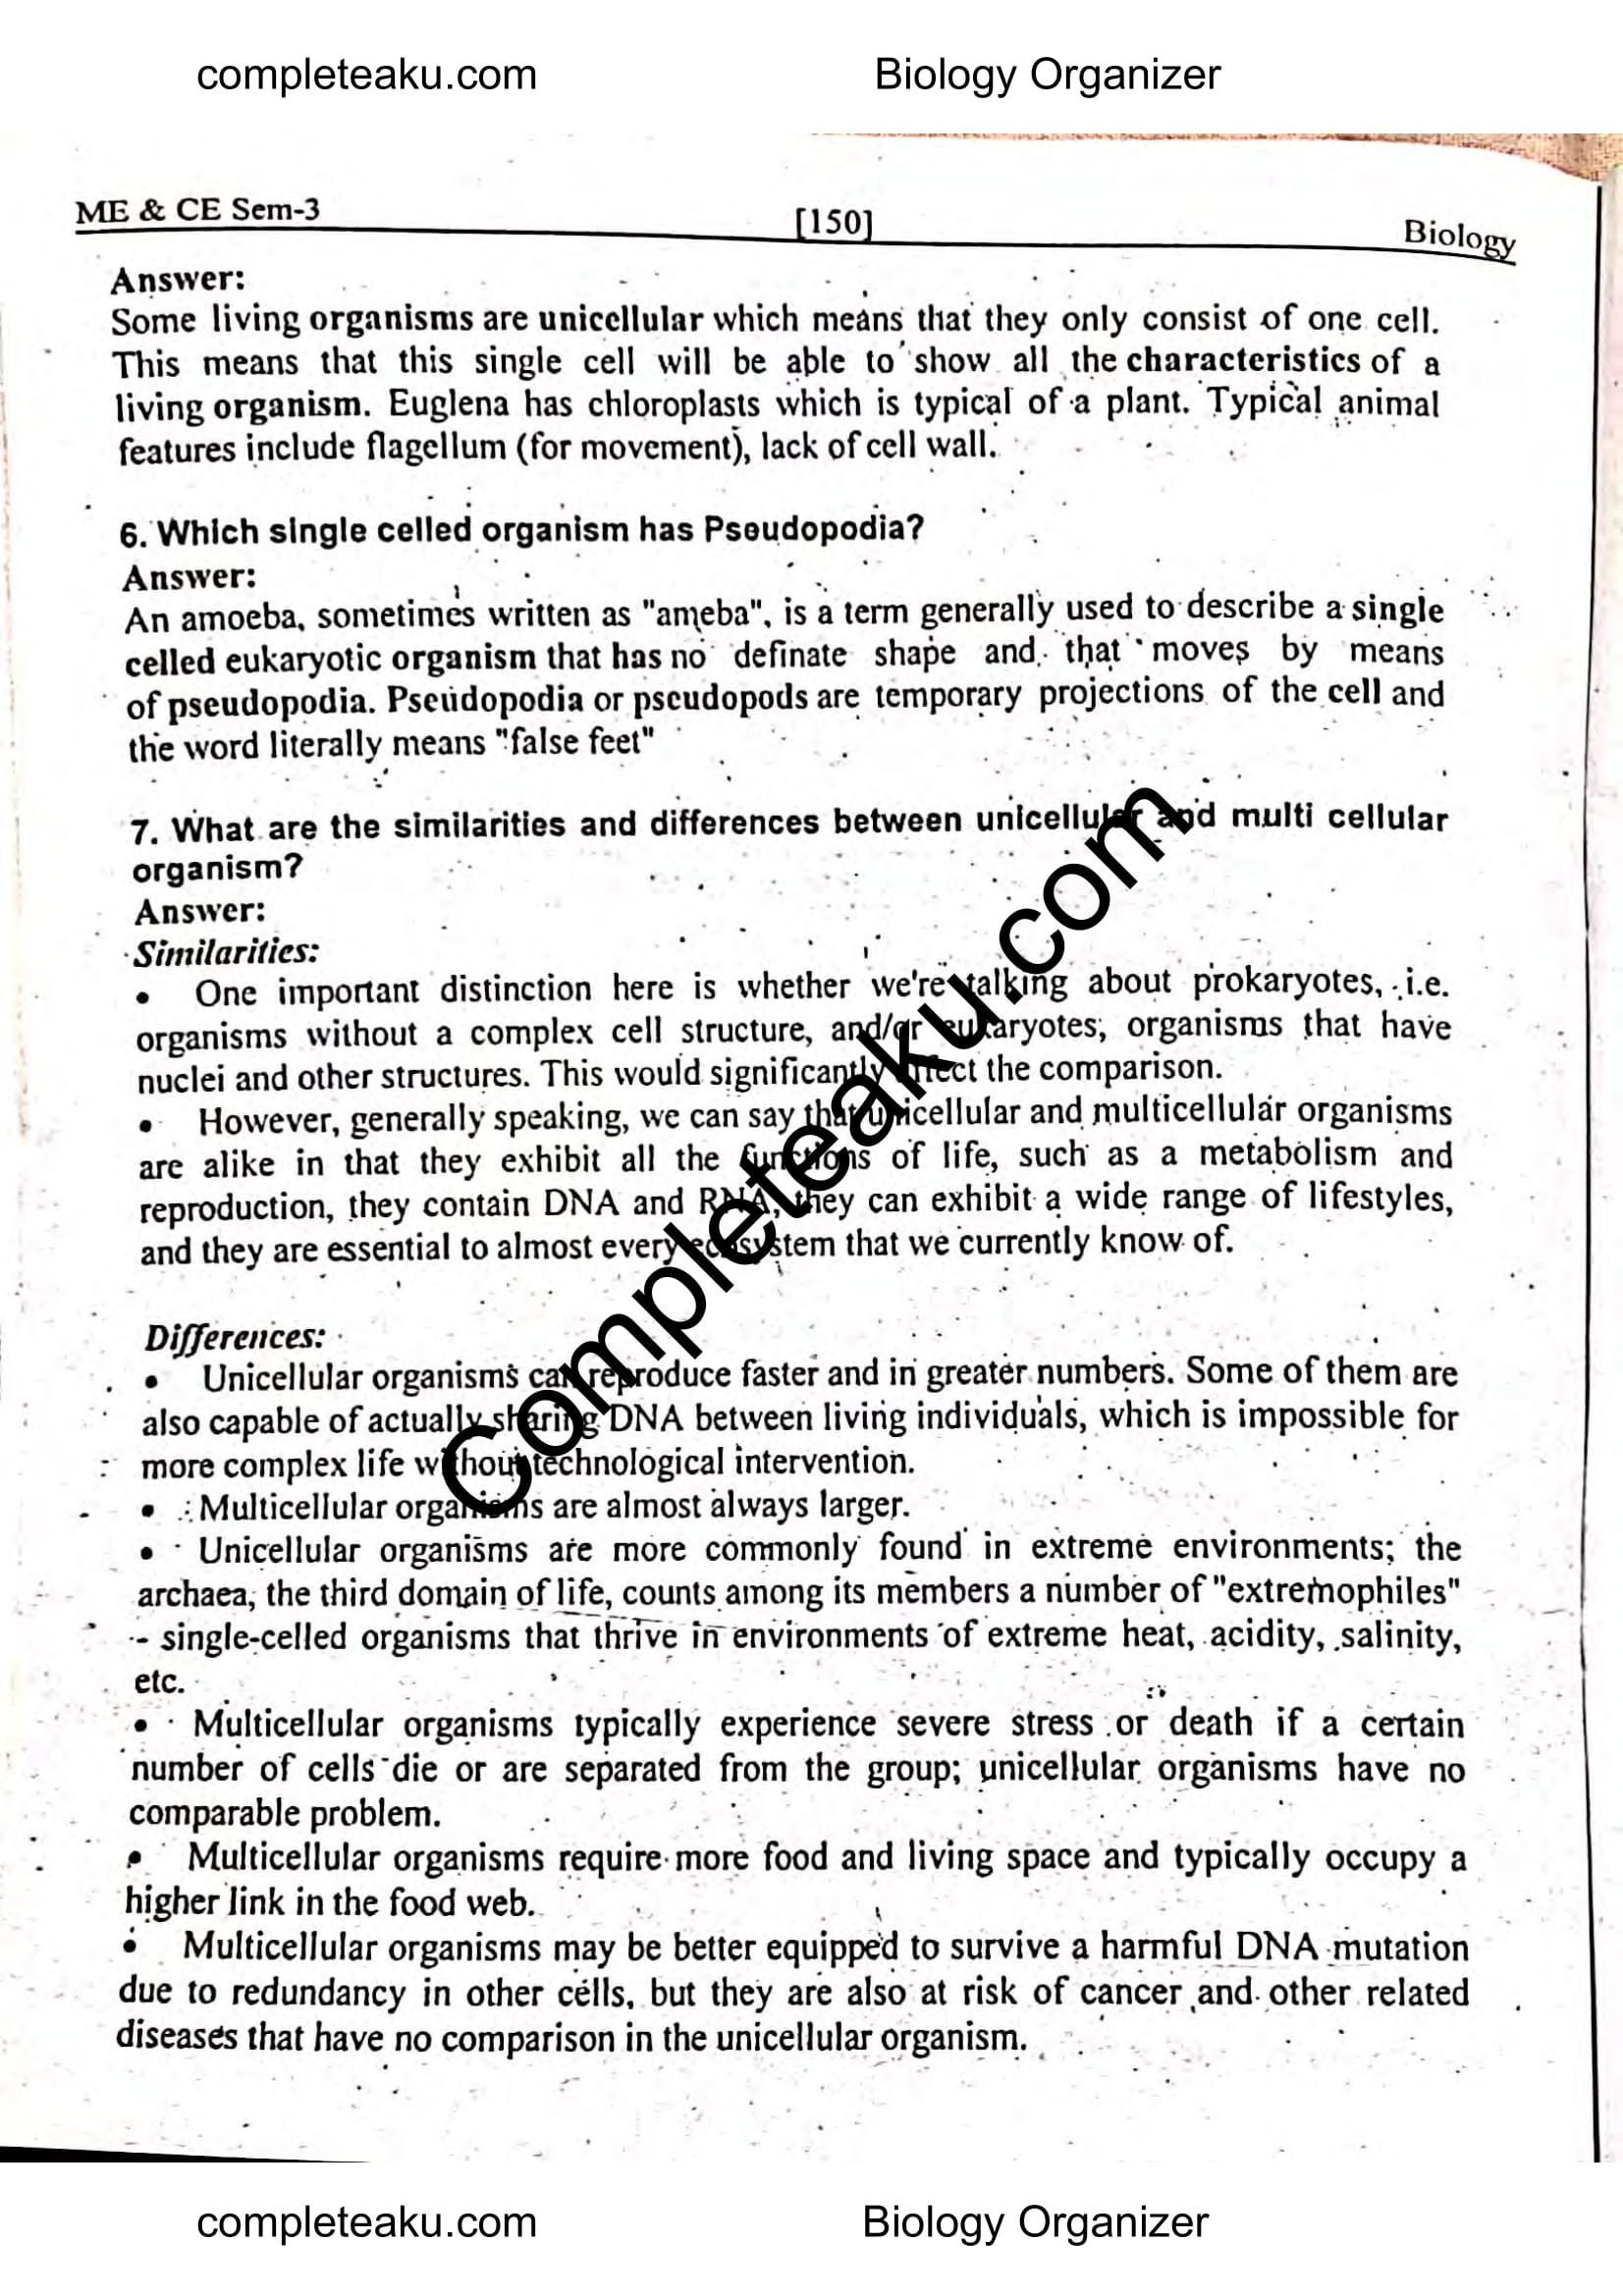 completeaku.com Biology Organizer
ME & CE Sem-3 [150] Biology
Answer:
Some living organisms are unicellular which means that they only consist of one cell.
This means that this single cell will be able to show all the characteristics of a
living organism. Euglena has chloroplasts which is typical of a plant. Typical animal
features include flagellum (for movement), lack of cell wall.
6. Which single celled organism has Pseudopodia?
Answer:
An amoeba, sometimes written as "ameba", is a term generally used to describe a single
celled eukaryotic organism that has no definate shape and that moves by means
of pseudopodia. Pseudopodia or pseudopods are temporary projections of the cell and
the word literally means "false feet"
7. What are the similarities and differences between unicellular and multi cellular
organism?
Answer:
Similarities:
• One important distinction here is whether we're talking about prokaryotes, i.e.
organisms without a complex cell structure, and/or eukaryotes, organisms that have
nuclei and other structures. This would significantly affect the comparison.
• However, generally speaking, we can say that unicellular and multicellular organisms
are alike in that they exhibit all the functions of life, such as a metabolism and
reproduction, they contain DNA and RNA, they can exhibit a wide range of lifestyles,
and they are essential to almost every ecosystem that we currently know of.
Differences:
• Unicellular organisms can reproduce faster and in greater numbers. Some of them are
also capable of actually sharing DNA between living individuals, which is impossible for
more complex life without technological intervention.
• Multicellular organisms are almost always larger.
• Unicellular organisms are more commonly found in extreme environments; the
archaea, the third domain of life, counts among its members a number of "extremophiles"
- single-celled organisms that thrive in environments of extreme heat, acidity, salinity,
etc.
• Multicellular organisms typically experience severe stress or death if a certain
number of cells die or are separated from the group; unicellular organisms have no
comparable problem.
• Multicellular organisms require more food and living space and typically occupy a
higher link in the food web.
• Multicellular organisms may be better equipped to survive a harmful DNA mutation
due to redundancy in other cells, but they are also at risk of cancer and other related
diseases that have no comparison in the unicellular organism.
Completeaku.com
completeaku.com Biology Organizer